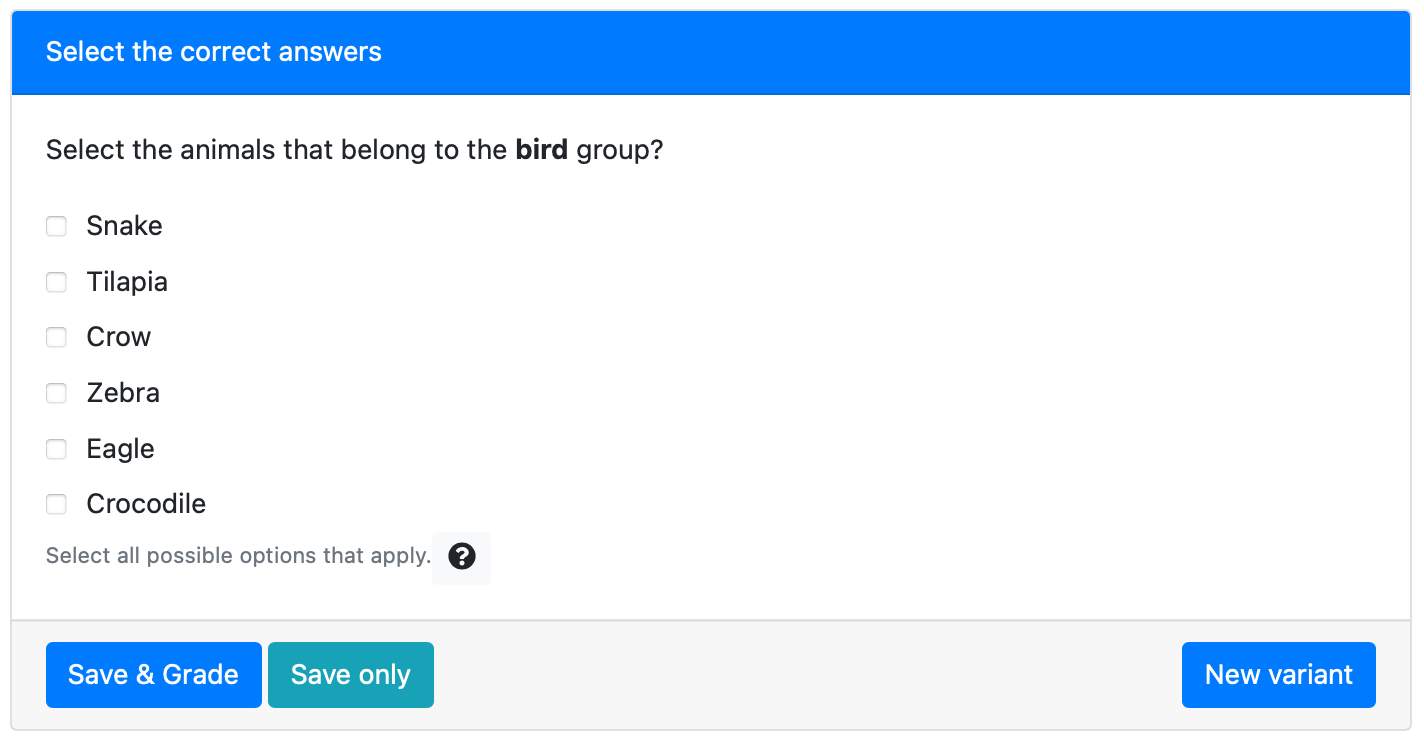 Select the correct answers
Select the animals that belong to the bird group?
Snake
Tilapia
Crow
Zebra
Eagle
Crocodile
Select all possible options that apply. ?
Save & Grade Save only New variant